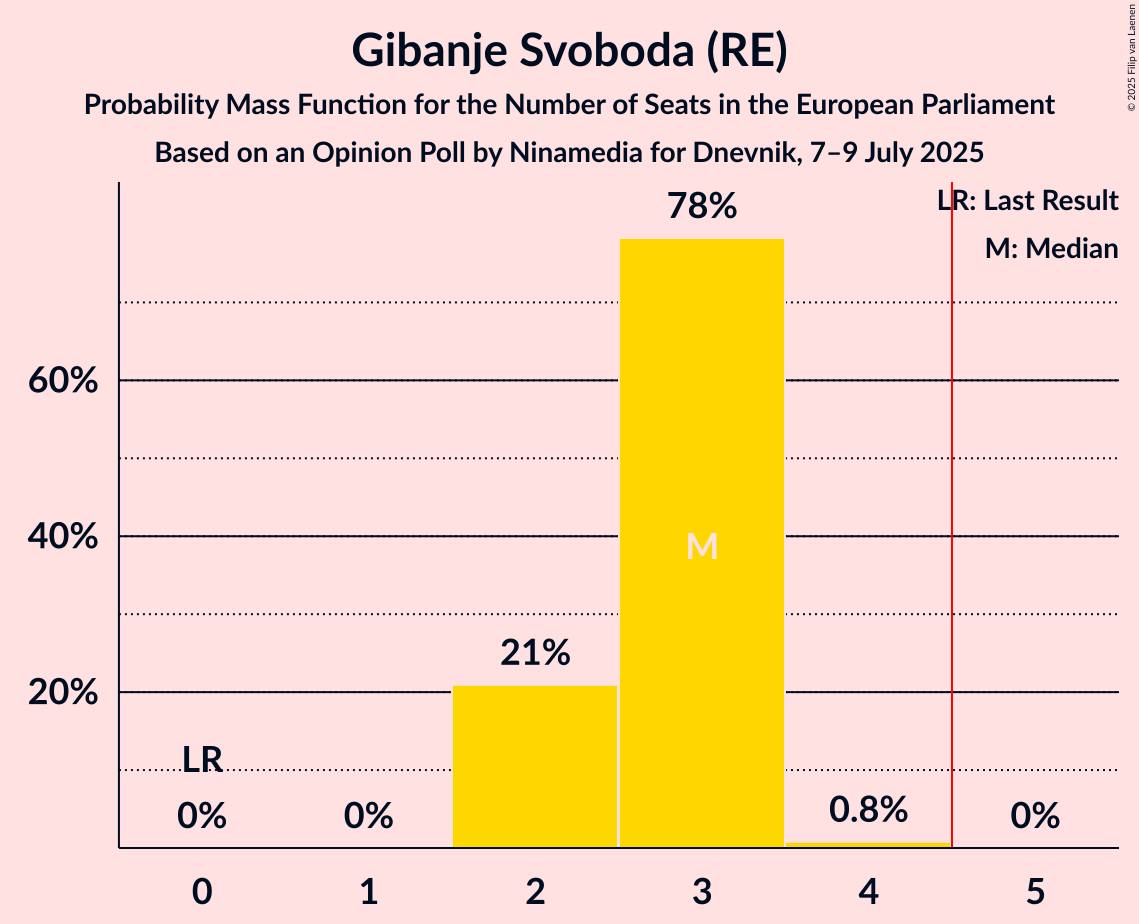 Gibanje Svoboda (RE)
Probability Mass Function for the Number of Seats in the European Parliament
Based on an Opinion Poll by Ninamedia for Dnevnik, 7–9 July 2025
© 2025 Filip van Laenen
LR: Last Result
M: Median
78%
60%
M
40%
21%
20%
LR
0%
0%
0.8%
0%
0
1
2
3
4
5